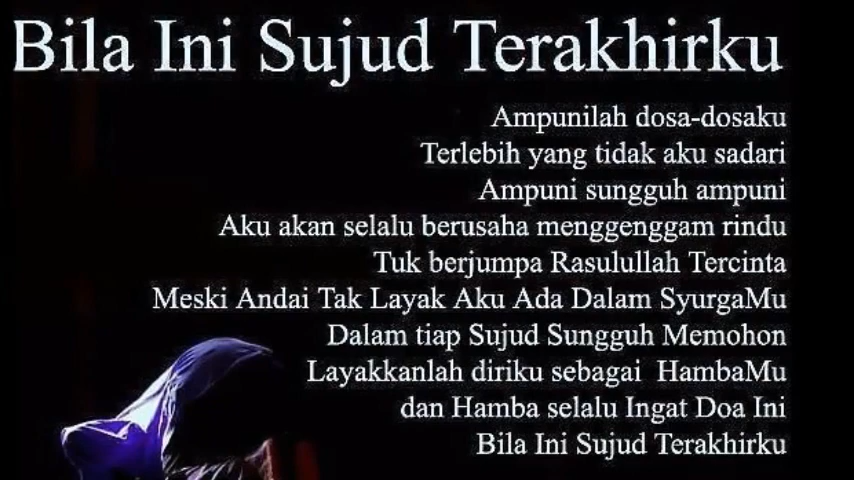 Bila Ini Sujud Terakhirku
Ampunilah dosa-dosaku
Terlebih yang tidak aku sadari
Ampuni sungguh ampuni
Aku akan selalu berusaha menggenggam rindu
Tuk berjumpa Rasulullah Tercinta
Meski Andai Tak Layak Aku Ada Dalam SyurgaMu
Dalam tiap Sujud Sungguh Memohon
Layakkanlah diriku sebagai HambaMu
dan Hamba selalu Ingat Doa Ini
Bila Ini Sujud Terakhirku